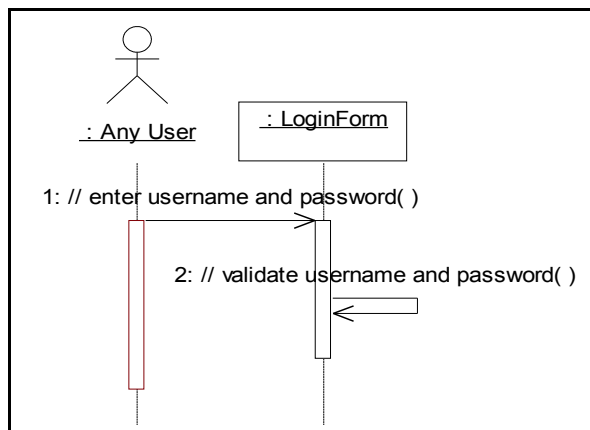 : Any User
: LoginForm
1: // enter username and password( )
2: // validate username and password( )